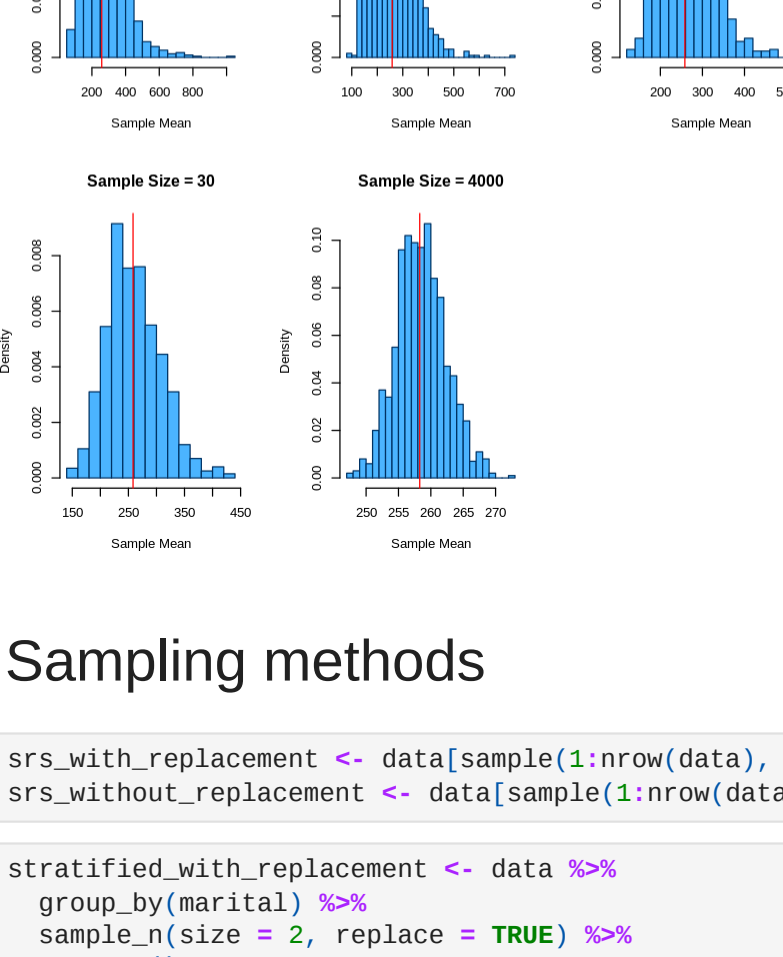 0.000
200 400 600 800
Sample Mean
0.000
100 300 500 700
Sample Mean
0.000
200 300 400
Sample Mean
Sample Size = 30
Density
0.000 0.002 0.004 0.006 0.008
150 250 350 450
Sample Mean
Sample Size = 4000
Density
0.00 0.02 0.04 0.06 0.08 0.10
250 255 260 265 270
Sample Mean
Sampling methods
srs_with_replacement <- data[sample(1:nrow(data),
srs_without_replacement <- data[sample(1:nrow(data
stratified_with_replacement <- data %>%
group_by(marital) %>%
sample_n(size = 2, replace = TRUE) %>%